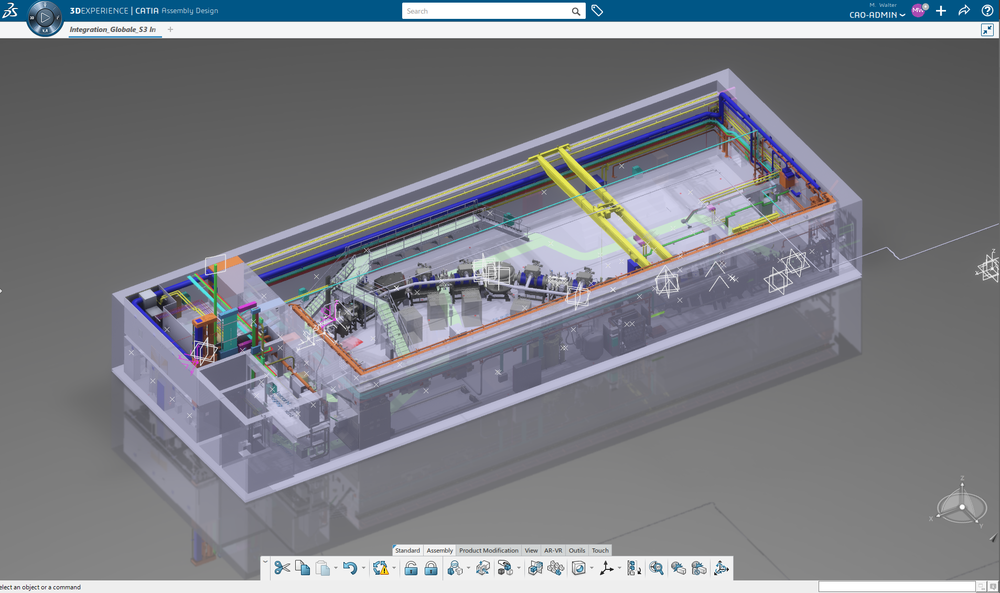 3DEXPERIENCE | CATIA Assembly Design
Search
M. Walter
CAO-ADMIN
MW
3D
V.R
Integration_Globale_S3 In
Z
X
Y
Standard
Assembly
Product Modification
View
AR-VR
Outils
Touch
elect an object or a command